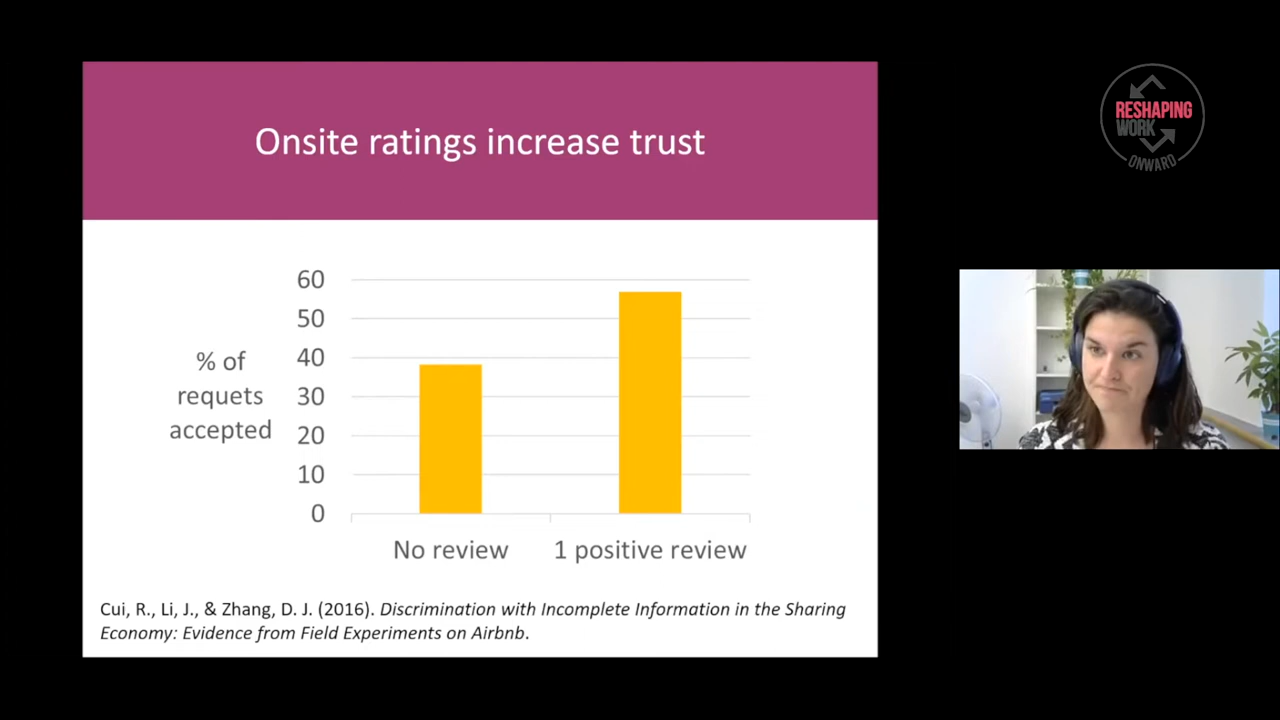 Onsite ratings increase trust
60
50
40
30
20
10
0
% of
requets
accepted
No review
1 positive review
Cui, R., Li, J., & Zhang, D. J. (2016). Discrimination with Incomplete Information in the Sharing
Economy: Evidence from Field Experiments on Airbnb.
RESHAPING
WORK
ONWARD